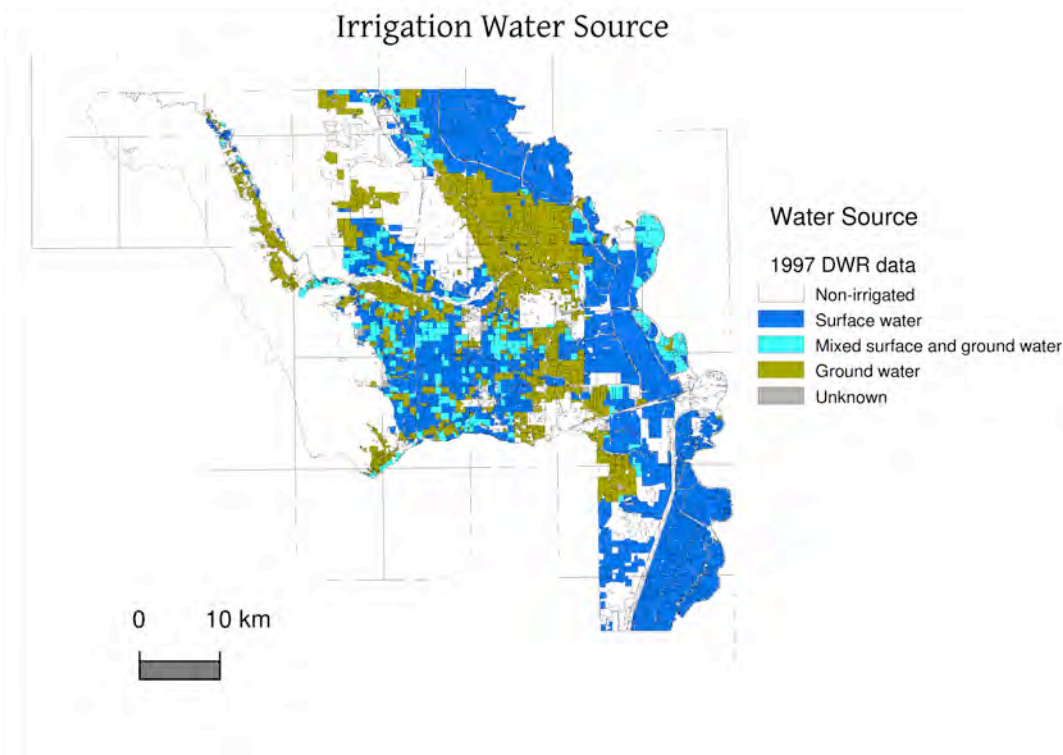 Irrigation Water Source
Water Source
1997 DWR data
Non-irrigated
Surface water
Mixed surface and ground water
Ground water
Unknown
0 10 km